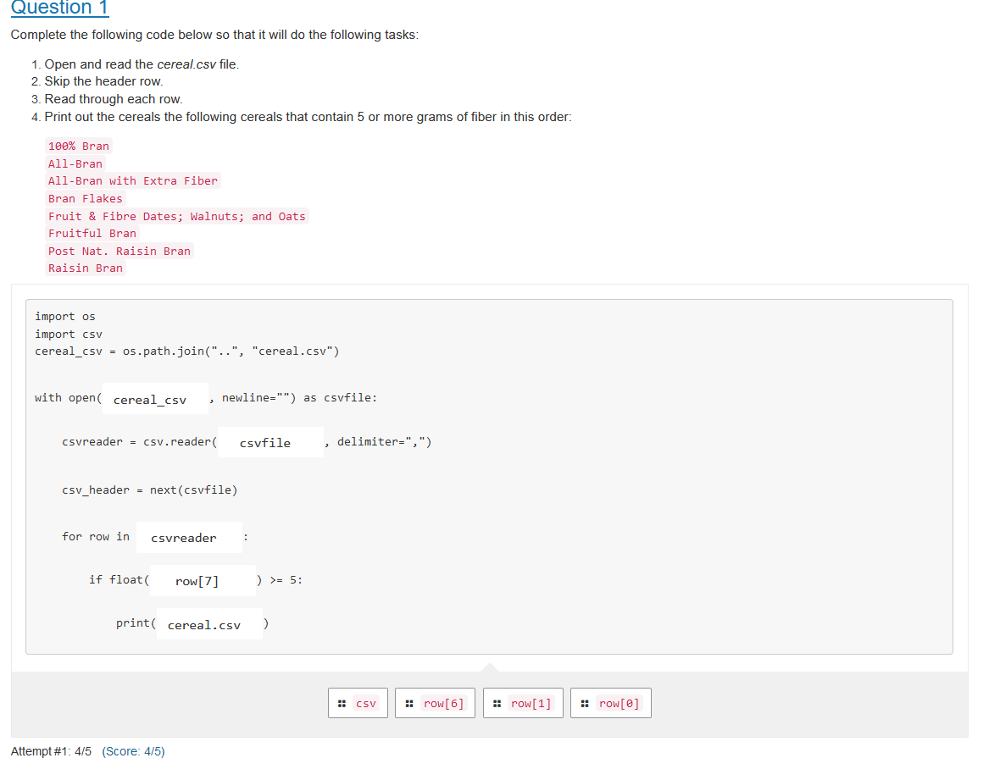 Question 1
Complete the following code below so that it will do the following tasks:
1. Open and read the cereal.csv file.
2. Skip the header row.
3. Read through each row.
4. Print out the cereals the following cereals that contain 5 or more grams of fiber in this order:
100% Bran
All-Bran
All-Bran with Extra Fiber
Bran Flakes
Fruit & Fibre Dates; Walnuts; and Oats
Fruitful Bran
Post Nat. Raisin Bran
Raisin Bran
import os
import csv
cereal_csv = os.path.join("..", "cereal.csv")
with open( cereal_csv , newline="") as csvfile:
csvreader = csv.reader( csvfile , delimiter=",")
csv_header = next(csvfile)
for row in csvreader :
if float( row[7] ) >= 5:
print( cereal.csv )
csv row[6] row[1] row[0]
Attempt #1: 4/5 (Score: 4/5)